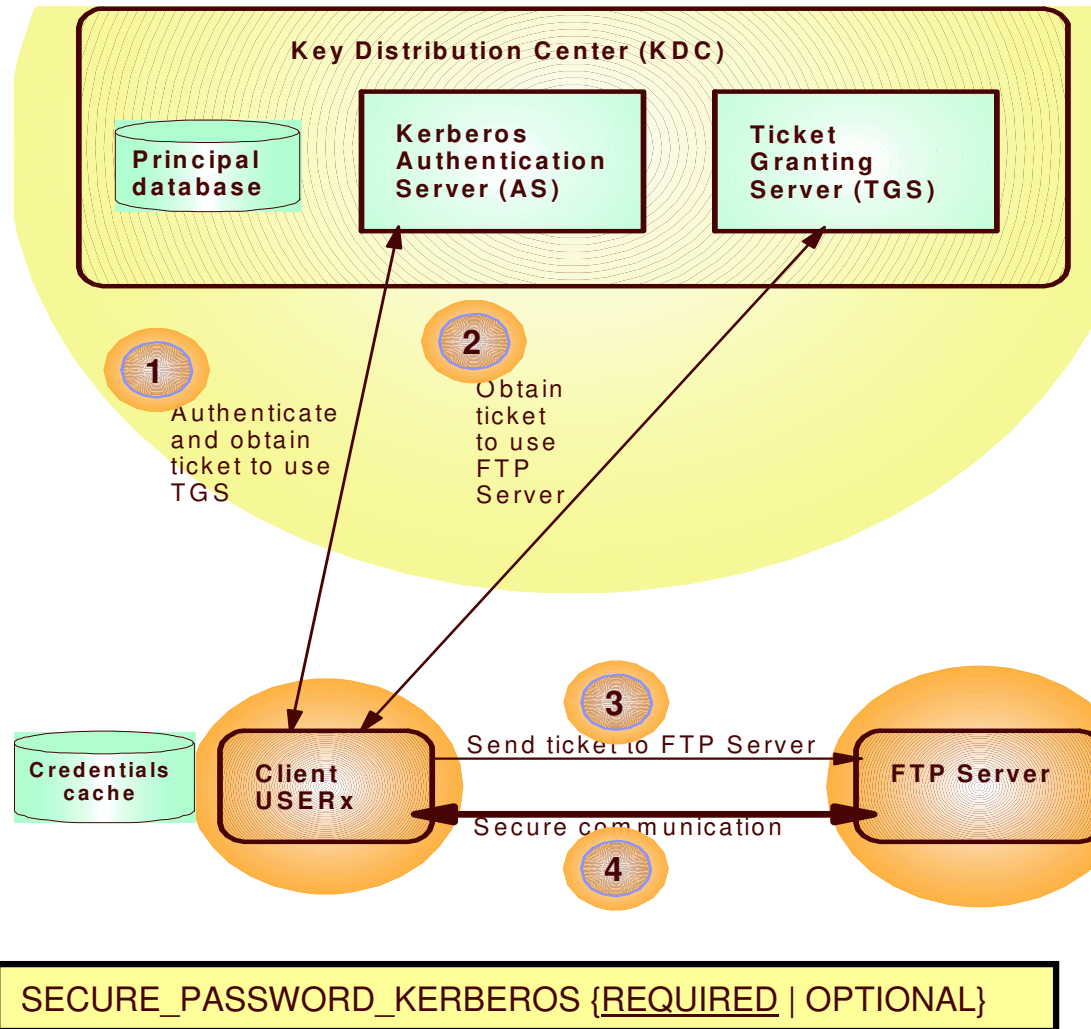 Key Distribution Center (KDC)
Principal
database
Kerberos
Authentication
Server (AS)
Ticket
Granting
Server (TGS)
1
Authenticate
and obtain
ticket to use
TGS
2
Obtain
ticket
to use
FTP
Server
3
Send ticket to FTP Server
Credentials
cache
Client
USERx
FTP Server
Secure communication
4
SECURE_PASSWORD_KERBEROS {REQUIRED | OPTIONAL}